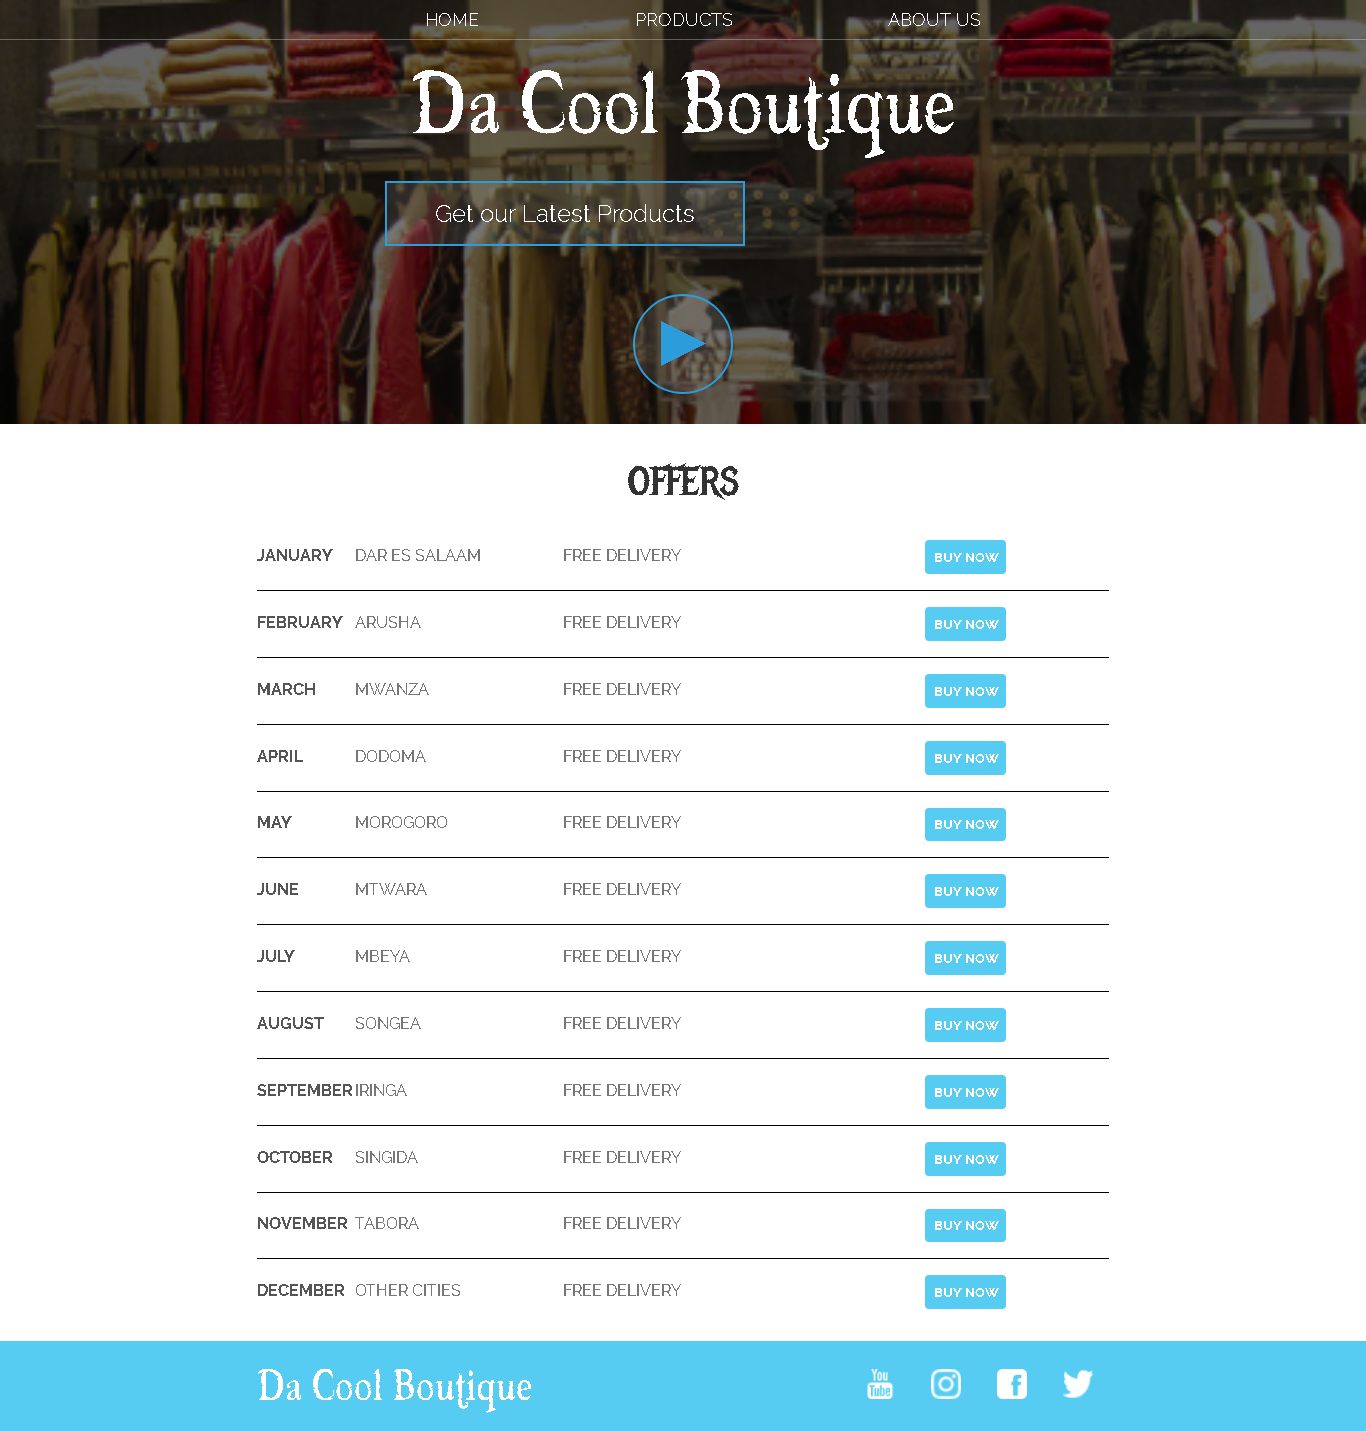 HOME PRODUCTS ABOUT US
Da Cool Boutique
Get our Latest Products
OFFERS
JANUARY DAR ES SALAAM FREE DELIVERY BUY NOW
FEBRUARY ARUSHA FREE DELIVERY BUY NOW
MARCH MWANZA FREE DELIVERY BUY NOW
APRIL DODOMA FREE DELIVERY BUY NOW
MAY MOROGORO FREE DELIVERY BUY NOW
JUNE MTWARA FREE DELIVERY BUY NOW
JULY MBEYA FREE DELIVERY BUY NOW
AUGUST SONGEA FREE DELIVERY BUY NOW
SEPTEMBER IRINGA FREE DELIVERY BUY NOW
OCTOBER SINGIDA FREE DELIVERY BUY NOW
NOVEMBER TABORA FREE DELIVERY BUY NOW
DECEMBER OTHER CITIES FREE DELIVERY BUY NOW
Da Cool Boutique You Tube